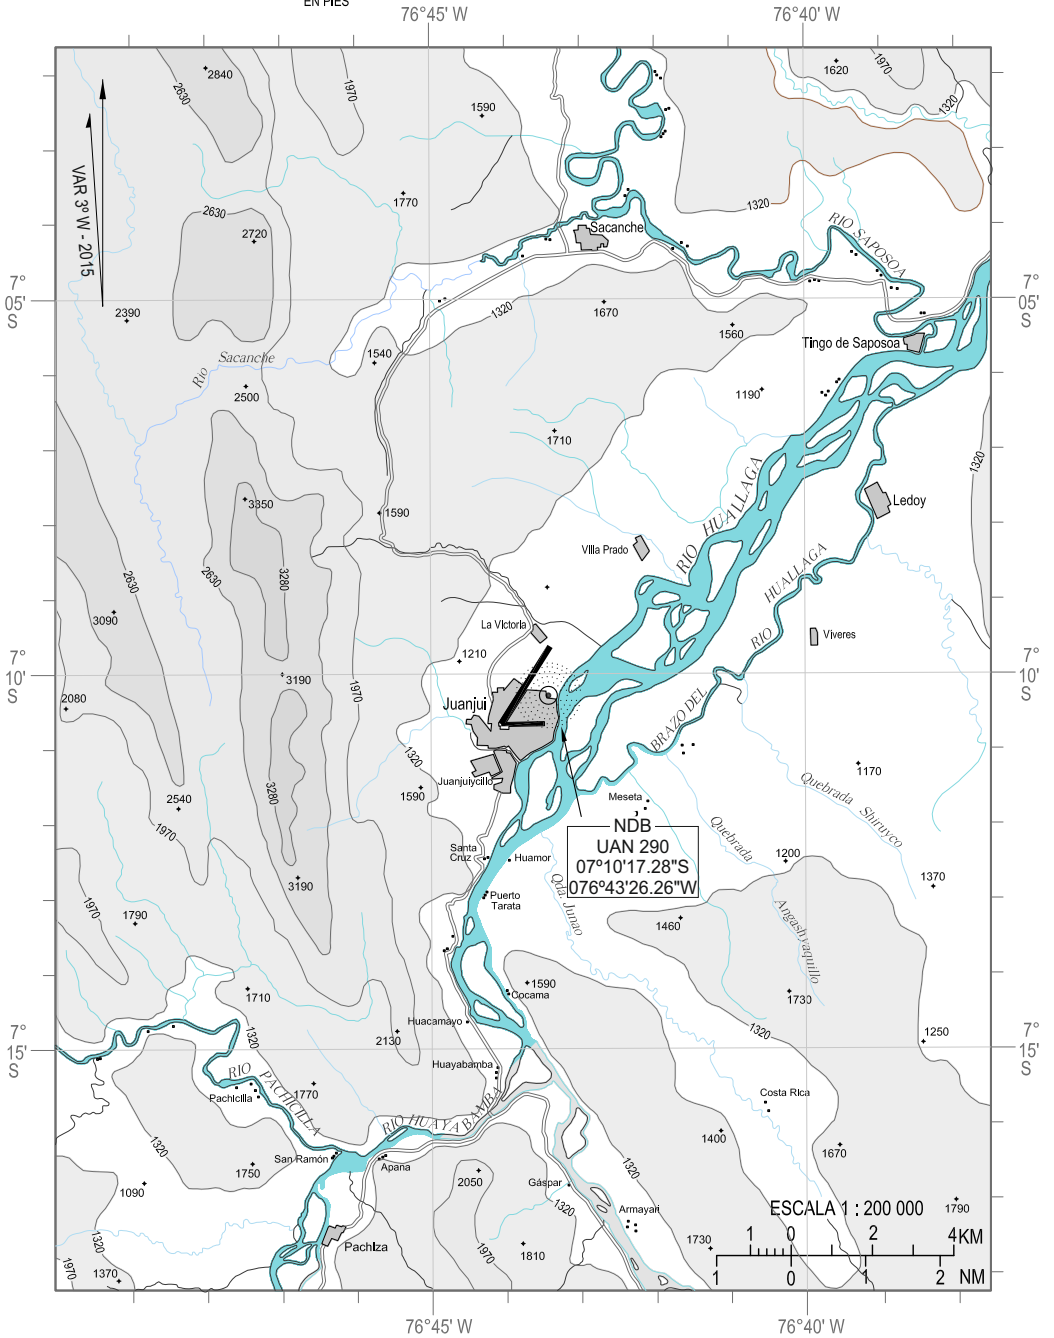 EN PIES
76°45' W
76°40' W
2840
2630
1970
1590
1620
1970
1320
VAR 3° W - 2015
1770
2630
2720
1320
Sacanche
RIO SAPOSOA
7°
05'
S
7°
05'
S
2390
1320
1670
1560
Tingo de Saposoa
Rio Sacanche
1540
2500
1190
1710
1320
3350
1590
RIO HUALLAGA
Ledoy
2630
2630
3280
VIlla Prado
3090
La VIctorIa
RIO HUALLAGA
BRAZO DEL
VIveres
7°
10'
S
7°
10'
S
1210
2080
3190
1970
Juanjui
1320
Juanjuiycillo
3280
1590
2540
1970
Meseta
1170
Quebrada Shiruyco
Quebrada
Angashyaquillo
NDB
UAN 290
07°10'17.28"S
076°43'26.26"W
Santa
Cruz
Huamor
1200
1370
3190
Puerto
Tarata
Qda. Junao
1970
1790
1460
1590
Cocama
1710
1730
1320
1320
2130
Huacamayo
1250
7°
15'
S
7°
15'
S
Huayabamba
RIO PACHICILLA
Pachicilla
1770
RIO HUAYABAMBA
Costa RIca
1320
1400
1670
San Ramón
Apana
1320
1750
2050
1090
Gáspar
1320
Armayari
ESCALA 1 : 200 000
1790
1320
1970
1370
PachIza
1970
1810
1730
1 0 2 4 KM
1 0 1 2 NM
76°45' W
76°40' W